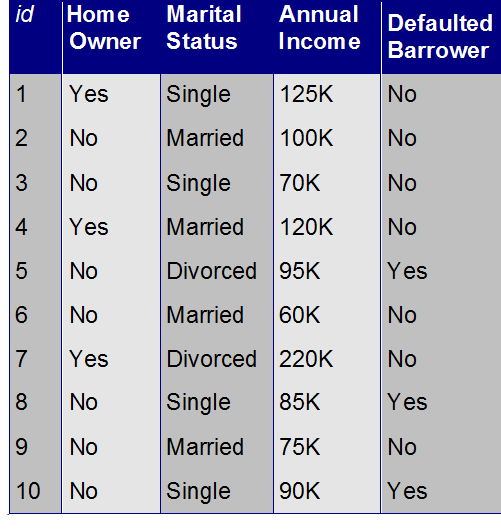 id Home Owner Marital Status Annual Income Defaulted Barrower
1 Yes Single 125K No
2 No Married 100K No
3 No Single 70K No
4 Yes Married 120K No
5 No Divorced 95K Yes
6 No Married 60K No
7 Yes Divorced 220K No
8 No Single 85K Yes
9 No Married 75K No
10 No Single 90K Yes